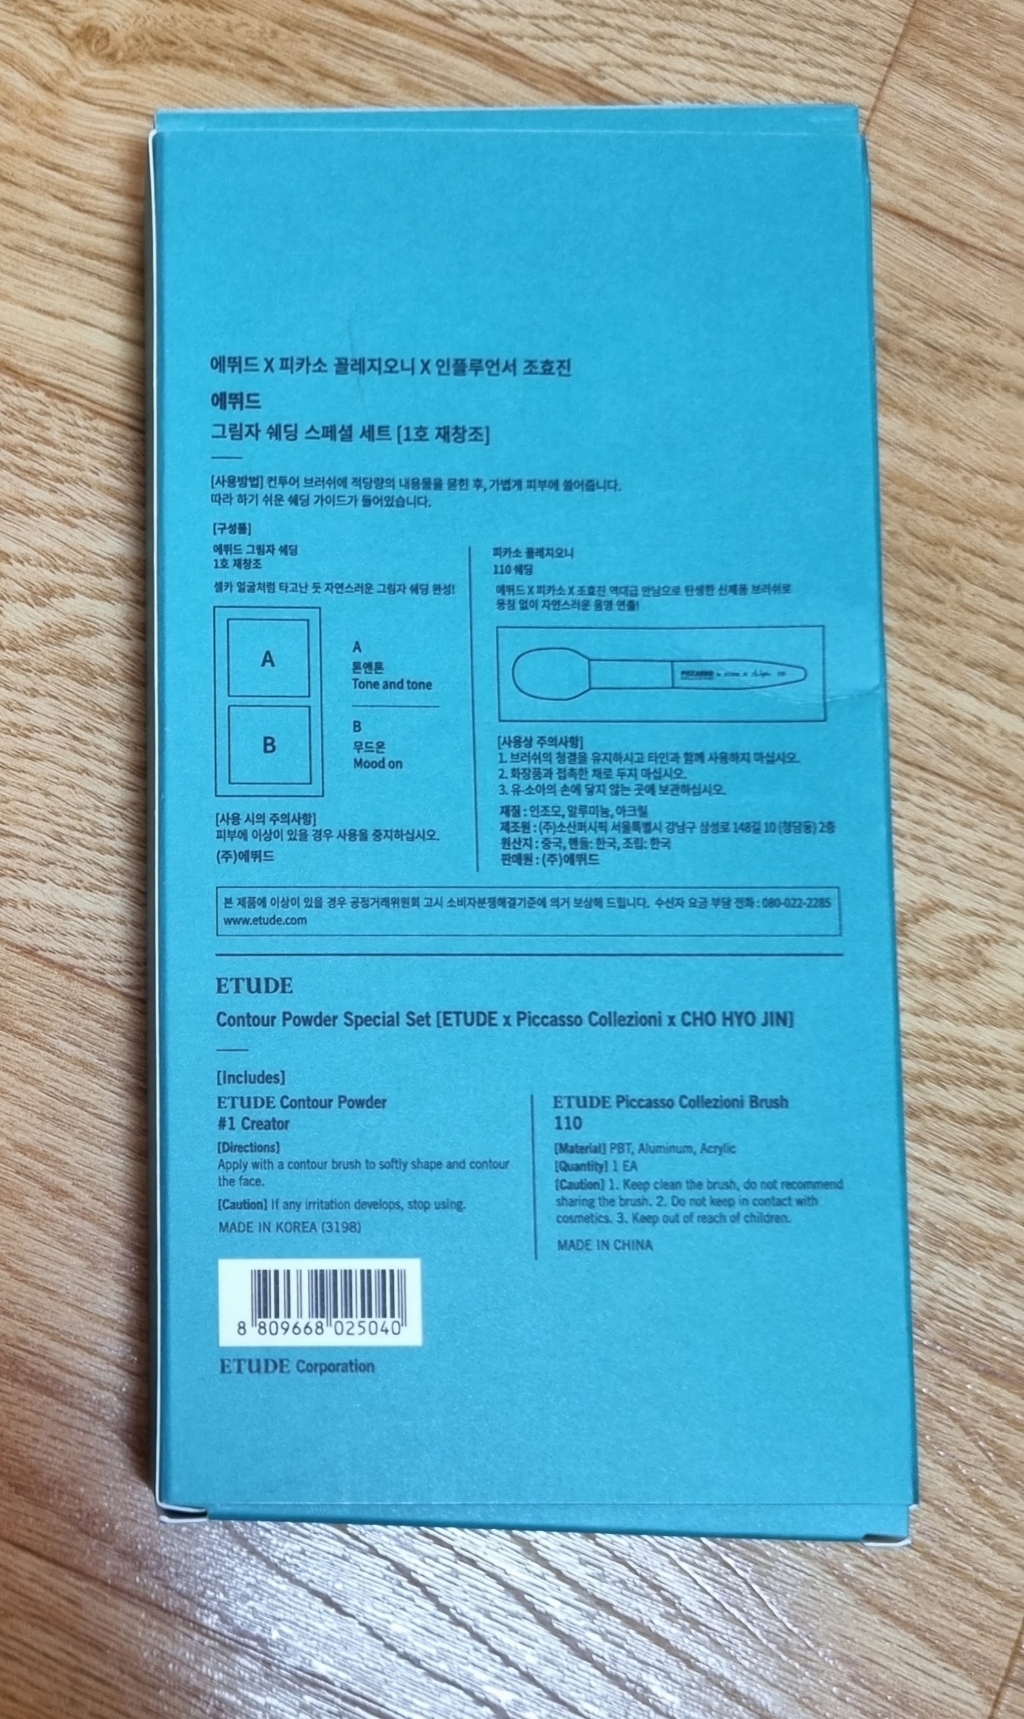 에뛰드 X 피카소 꼴레지오니 X 인플루언서 조효진
에뛰드
그림자 쉐딩 스페셜 세트 [1호 재창조]
[사용방법] 컨투어 브러쉬에 적당량의 내용물을 묻힌 후, 가볍게 피부에 쓸어줍니다.
따라 하기 쉬운 쉐딩 가이드가 들어있습니다.
[구성품]
에뛰드 그림자 쉐딩
1호 재창조
셀카 얼굴처럼 타고난 듯 자연스러운 그림자 쉐딩 완성!
A
B
A
톤앤톤
Tone and tone
B
무드온
Mood on
[사용 시의 주의사항]
피부에 이상이 있을 경우 사용을 중지하십시오.
(주)에뛰드
피카소 꼴레지오니
110 쉐딩
에뛰드 X 피카소 X 조효진 역대급 만남으로 탄생한 신제품 브러쉬로
뭉침 없이 자연스러운 음영 연출!
PICCASSO
COLLEZIONI
[사용상 주의사항]
1. 브러쉬의 청결을 유지하시고 타인과 함께 사용하지 마십시오.
2. 화장품과 접촉한 채로 두지 마십시오.
3. 유·소아의 손에 닿지 않는 곳에 보관하십시오.
재질 : 인조모, 알루미늄, 아크릴
제조원 : (주)소산퍼시픽 서울특별시 강남구 삼성로 148길 10 (청담동) 2층
원산지 : 중국, 핸들: 한국, 조립: 한국
판매원 : (주)에뛰드
본 제품에 이상이 있을 경우 공정거래위원회 고시 소비자분쟁해결기준에 의거 보상해 드립니다. 수신자 요금 부담 전화 : 080-022-2285
www.etude.com
ETUDE
Contour Powder Special Set [ETUDE x Piccasso Collezioni x CHO HYO JIN]
[Includes]
ETUDE Contour Powder
#1 Creator
[Directions]
Apply with a contour brush to softly shape and contour
the face.
[Caution] If any irritation develops, stop using.
MADE IN KOREA (3198)
ETUDE Piccasso Collezioni Brush
110
[Material] PBT, Aluminum, Acrylic
[Quantity] 1 EA
[Caution] 1. Keep clean the brush, do not recommend
sharing the brush. 2. Do not keep in contact with
cosmetics. 3. Keep out of reach of children.
MADE IN CHINA
8 809668 025040
ETUDE Corporation